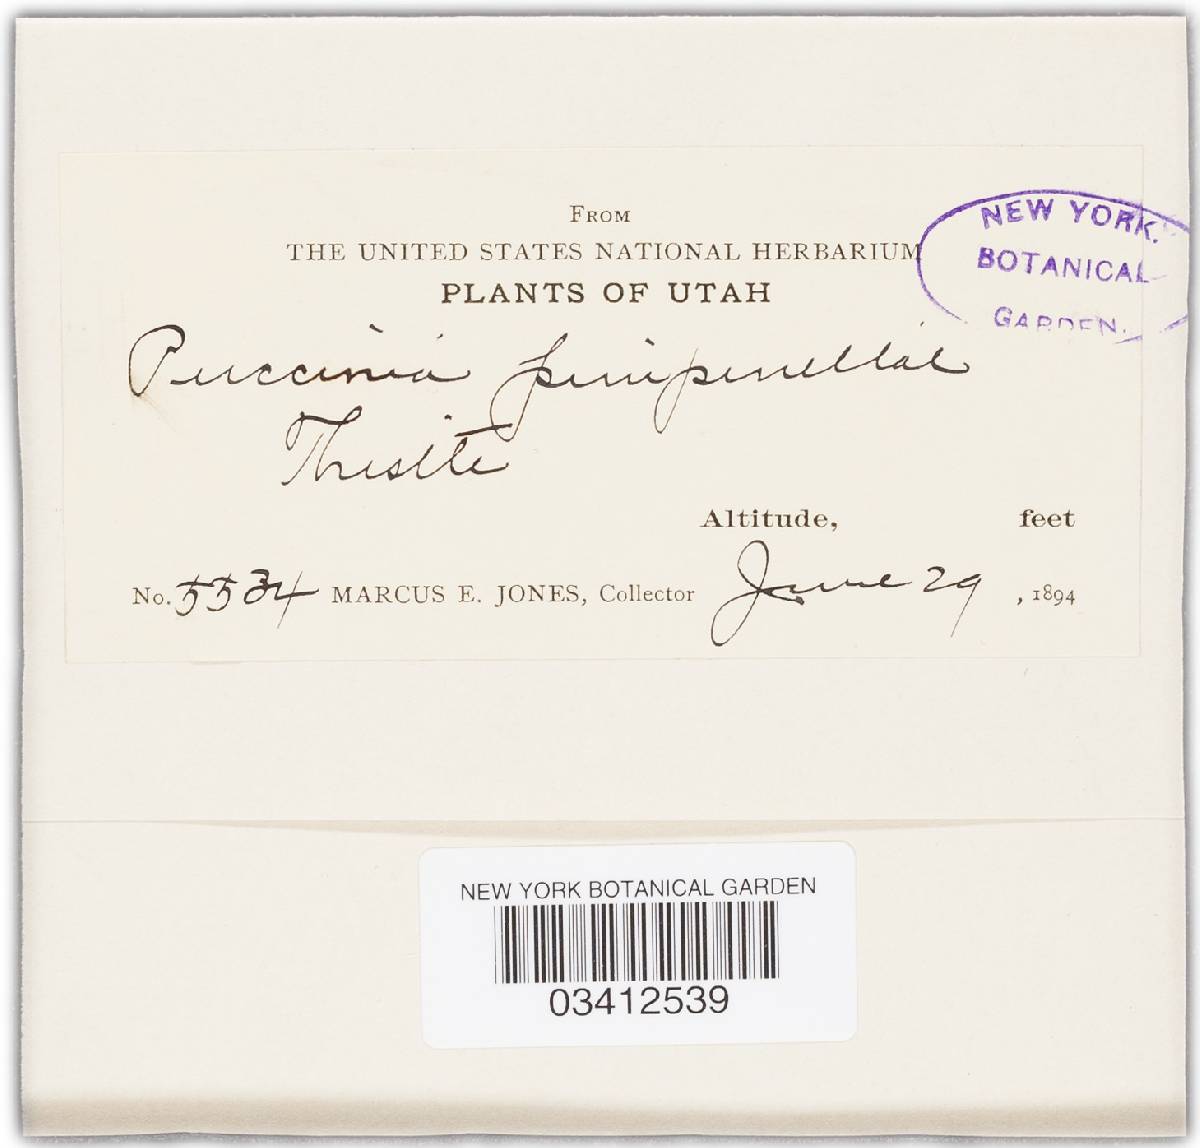 FROM
THE UNITED STATES NATIONAL HERBARIUM
PLANTS OF UTAH
NEW YORK.
BOTANICAL
GARDEN.
Puccinia pimpinellae
Thistle
Altitude, feet
No. 5534 MARCUS E. JONES, Collector June 29, 1894
NEW YORK BOTANICAL GARDEN
03412539